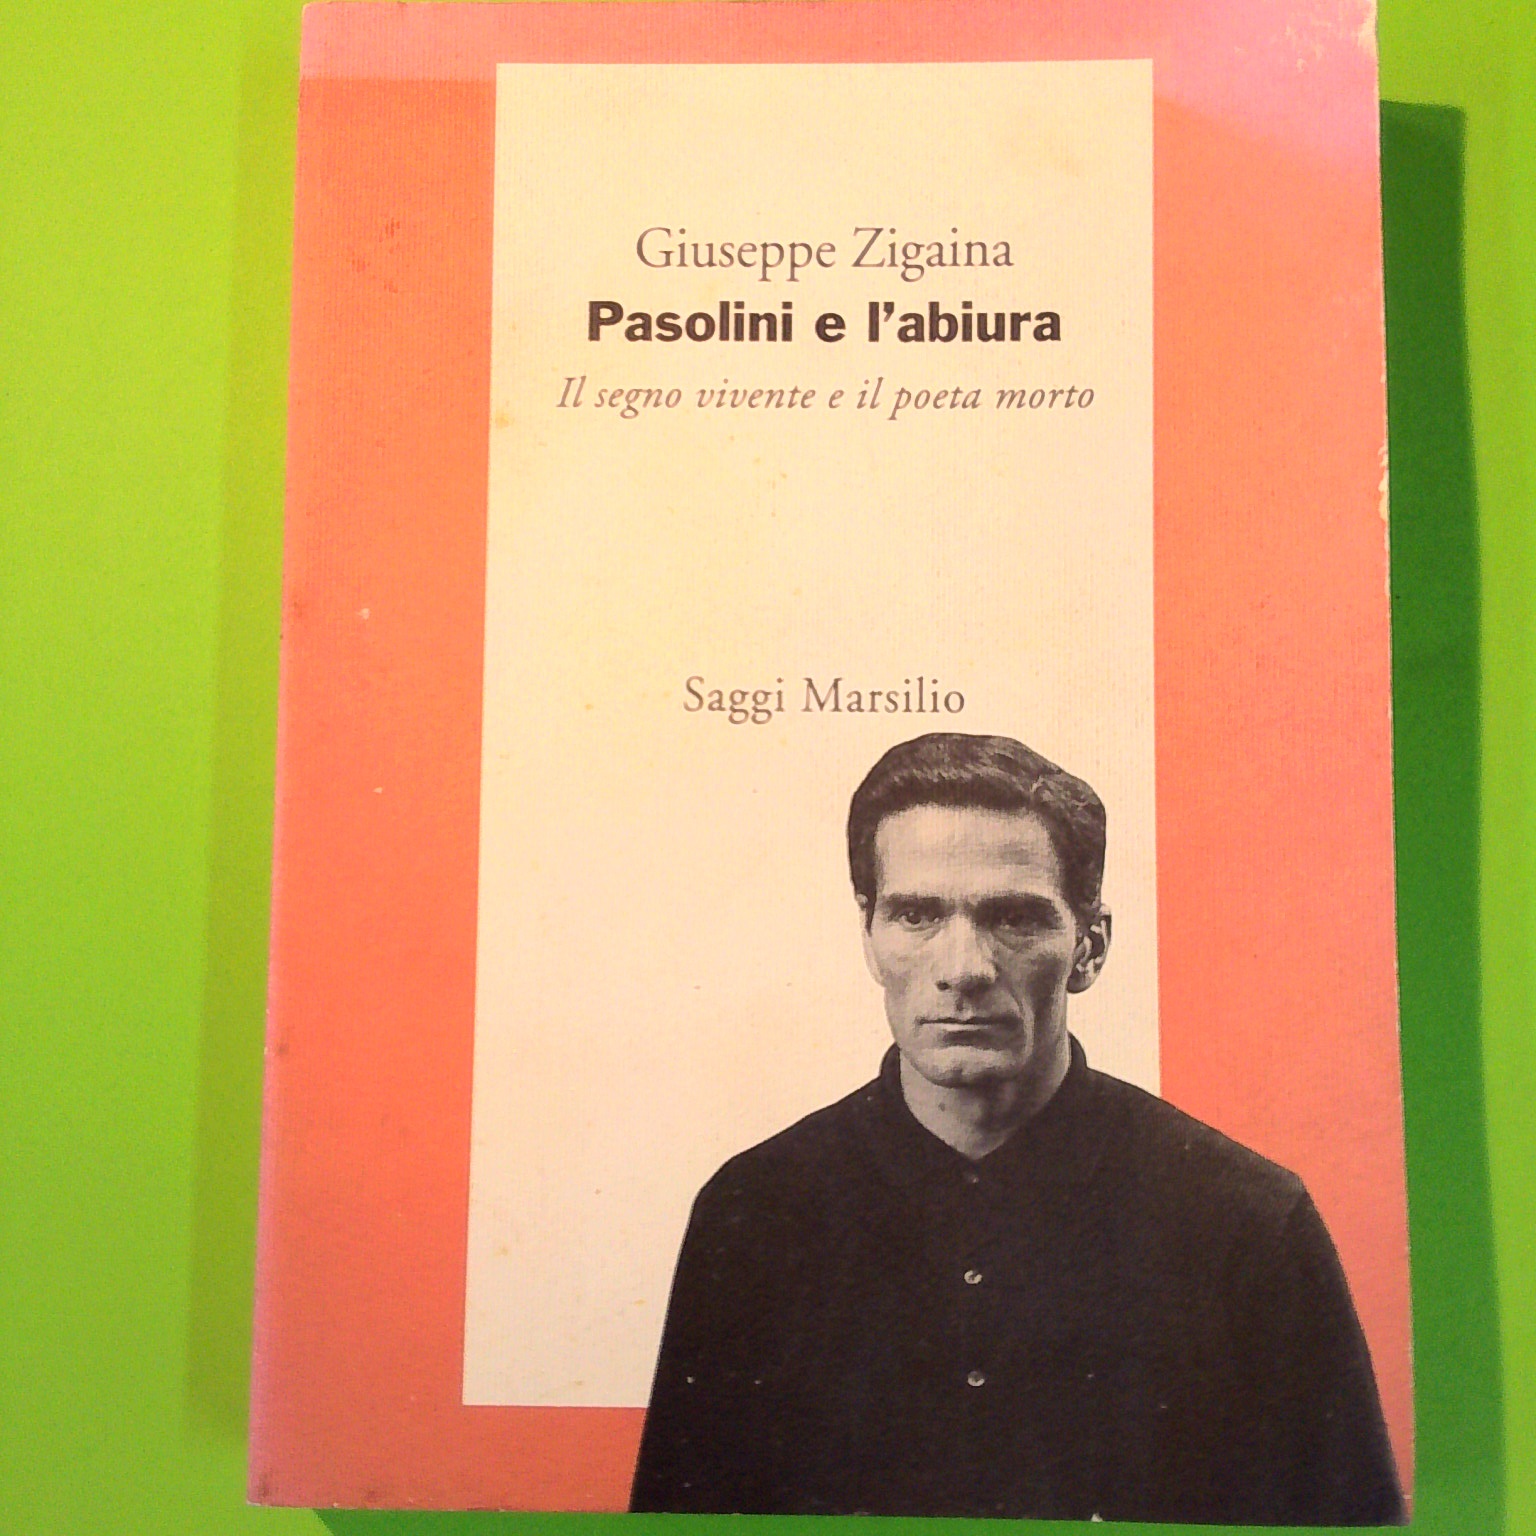 Giuseppe Zigaina
Pasolini e l'abiura
Il segno vivente e il poeta morto
Saggi Marsilio